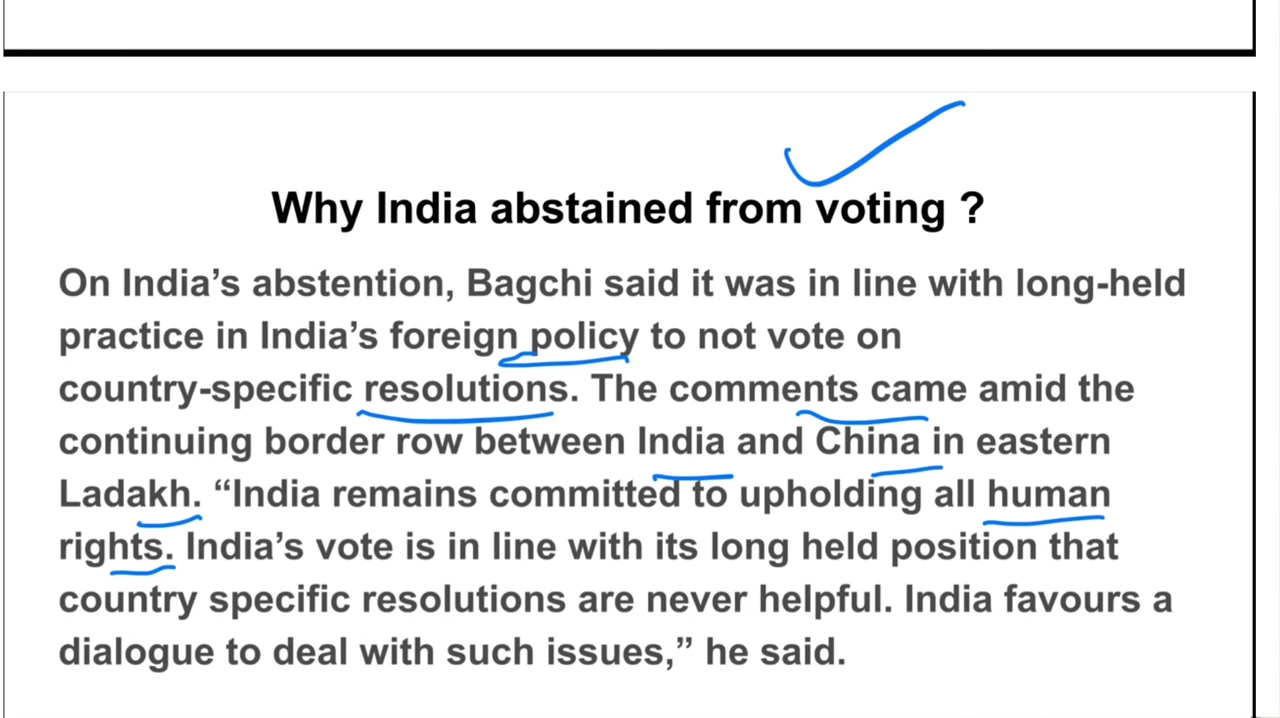 Why India abstained from voting ?
On India’s abstention, Bagchi said it was in line with long-held
practice in India’s foreign policy to not vote on
country-specific resolutions. The comments came amid the
continuing border row between India and China in eastern
Ladakh. “India remains committed to upholding all human
rights. India’s vote is in line with its long held position that
country specific resolutions are never helpful. India favours a
dialogue to deal with such issues,” he said.